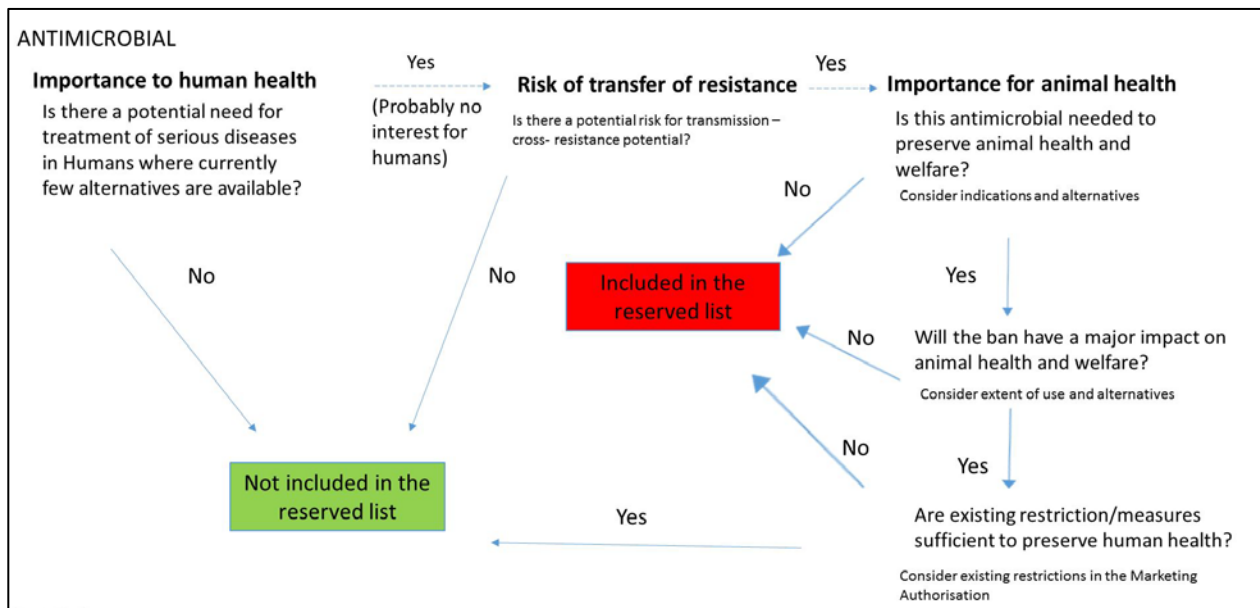 ANTIMICROBIAL
Importance to human health
Is there a potential need for
treatment of serious diseases
in Humans where currently
few alternatives are available?
Yes
(Probably no
interest for
humans)
Risk of transfer of resistance
Is there a potential risk for transmission –
cross- resistance potential?
Yes
Importance for animal health
Is this antimicrobial needed to
preserve animal health and
welfare?
Consider indications and alternatives
No
No
No
Included in the
reserved list
Yes
Will the ban have a major impact on
animal health and welfare?
Consider extent of use and alternatives
No
No
Yes
Not included in the
reserved list
Yes
Are existing restriction/measures
sufficient to preserve human health?
Consider existing restrictions in the Marketing
Authorisation